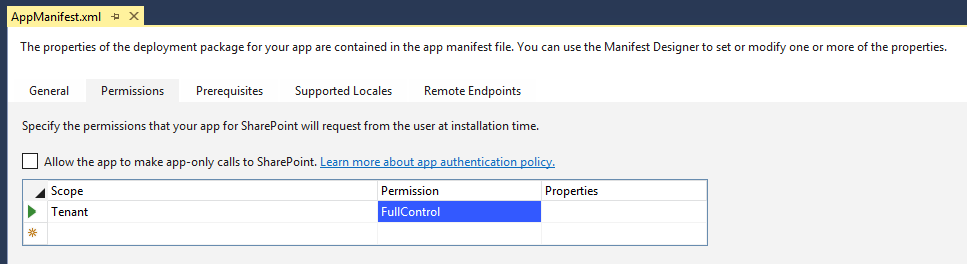 AppManifest.xml
The properties of the deployment package for your app are contained in the app manifest file. You can use the Manifest Designer to set or modify one or more of the properties.
General Permissions Prerequisites Supported Locales Remote Endpoints
Specify the permissions that your app for SharePoint will request from the user at installation time.
Allow the app to make app-only calls to SharePoint. Learn more about app authentication policy.
Scope Permission Properties
Tenant FullControl